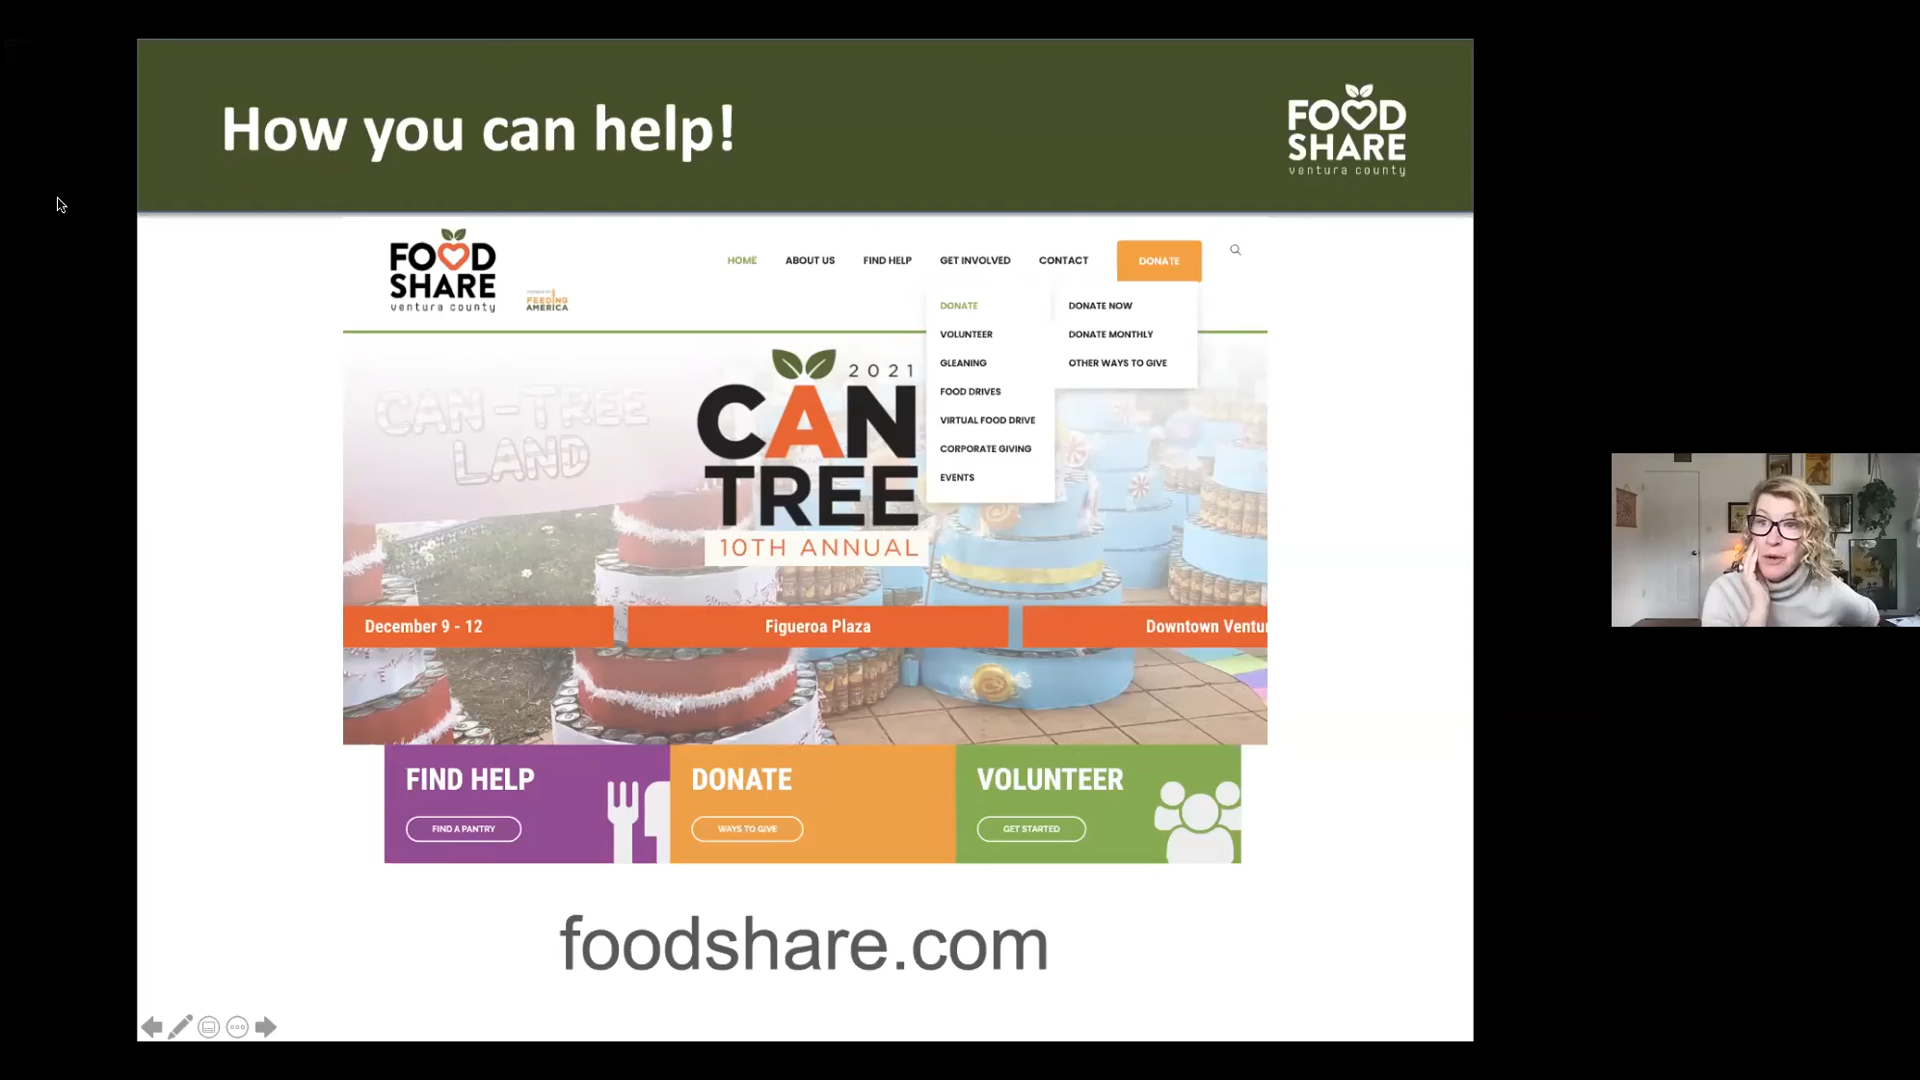 How you can help!
FOOD
SHARE
ventura county
FOOD
SHARE
ventura county
MEMBER OF
FEEDING
AMERICA
HOME
ABOUT US
FIND HELP
GET INVOLVED
CONTACT
DONATE
DONATE
VOLUNTEER
GLEANING
FOOD DRIVES
VIRTUAL FOOD DRIVE
CORPORATE GIVING
EVENTS
DONATE NOW
DONATE MONTHLY
OTHER WAYS TO GIVE
CAN-TREE
LAND
2021
CAN
TREE
10TH ANNUAL
December 9 - 12
Figueroa Plaza
Downtown Ventu
FIND HELP
FIND A PANTRY
DONATE
WAYS TO GIVE
VOLUNTEER
GET STARTED
foodshare.com